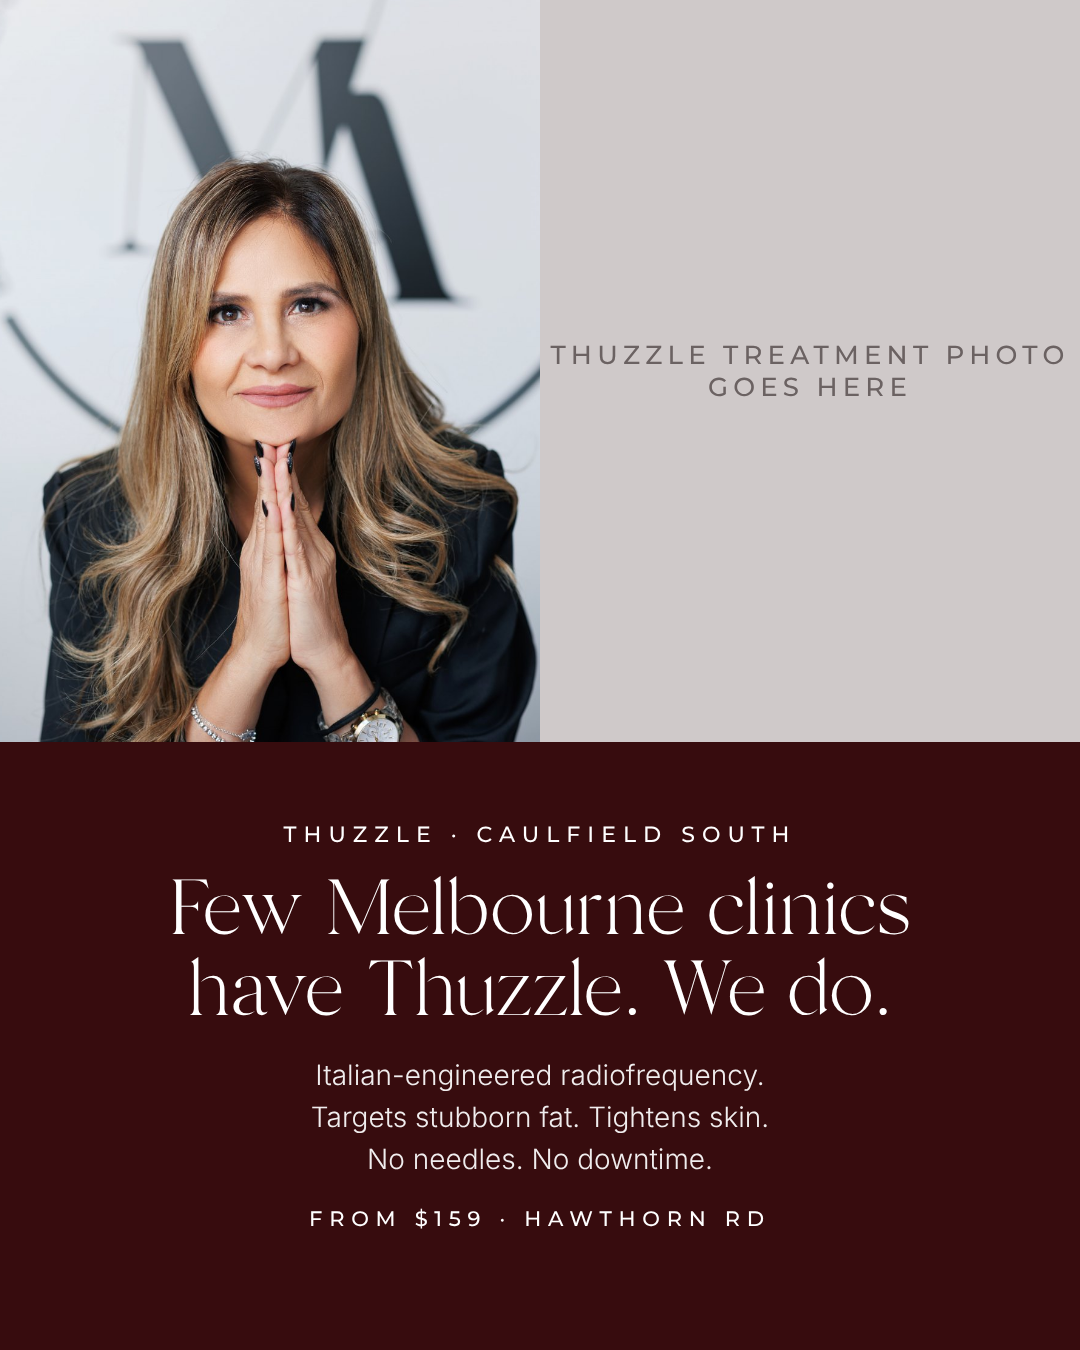 THUZZLE TREATMENT PHOTO
GOES HERE
THUZZLE · CAULFIELD SOUTH
Few Melbourne clinics
have Thuzzle. We do.
Italian-engineered radiofrequency.
Targets stubborn fat. Tightens skin.
No needles. No downtime.
FROM $159 · HAWTHORN RD